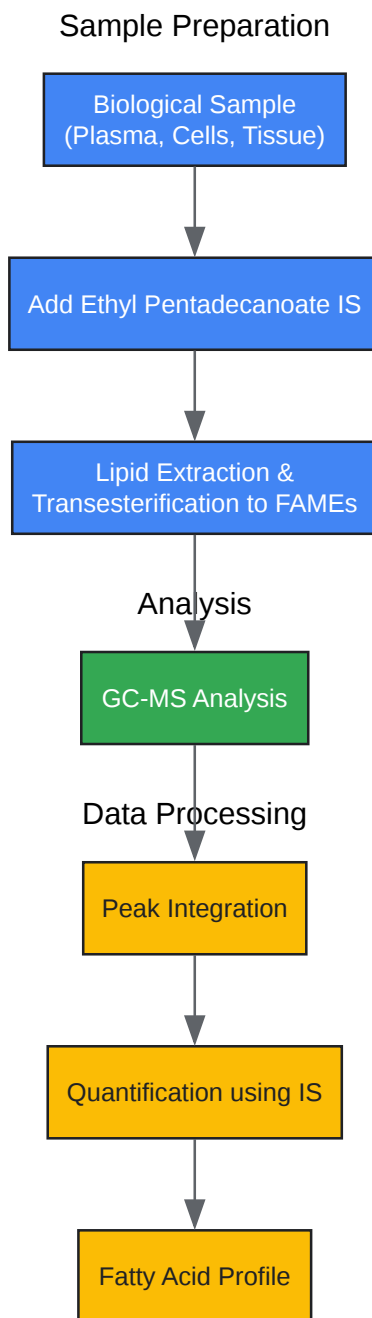 Sample Preparation
Biological Sample
(Plasma, Cells, Tissue)
Add Ethyl Pentadecanoate IS
Lipid Extraction &
Transesterification to FAMEs
Analysis
GC-MS Analysis
Data Processing
Peak Integration
Quantification using IS
Fatty Acid Profile